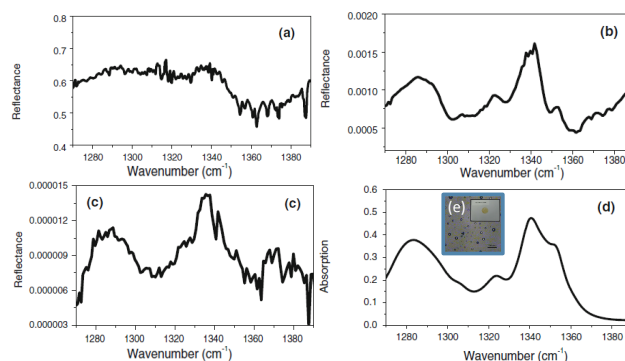 0.8
0.7
0.6
0.5
0.4
Reflectance
(a)
1280 1300 1320 1340 1360 1380
Wavenumber (cm-1)
0.0020
0.0015
0.0010
0.0005
Reflectance
(b)
1280 1300 1320 1340 1360 1380
Wavenumber(cm-1)
0.000015
0.000012
0.000009
0.000006
0.000003
Reflectance
(c) (c)
1280 1300 1320 1340 1360 1380
Wavenumber (cm-1)
0.6
0.5
0.4
0.3
0.2
0.1
0.0
Absorption
(e)
(d)
1280 1300 1320 1340 1360 1380
Wavenumber (cm-1)